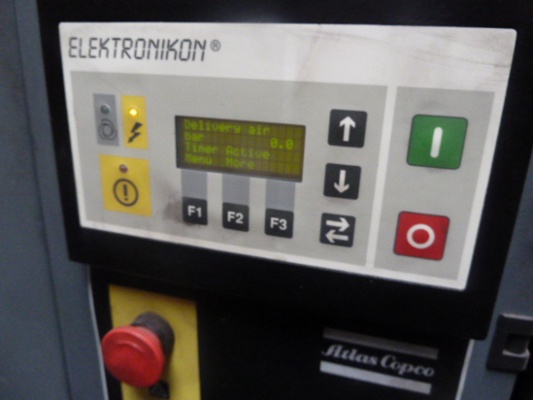 ELEKTRONIKON®
Delivery air
bar 0.0
Timer Active
Menu More
F1 F2 F3
Atlas Copco